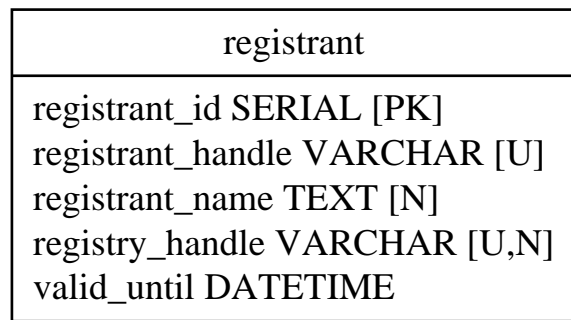 registrant
registrant_id SERIAL [PK]
registrant_handle VARCHAR [U]
registrant_name TEXT [N]
registry_handle VARCHAR [U,N]
valid_until DATETIME